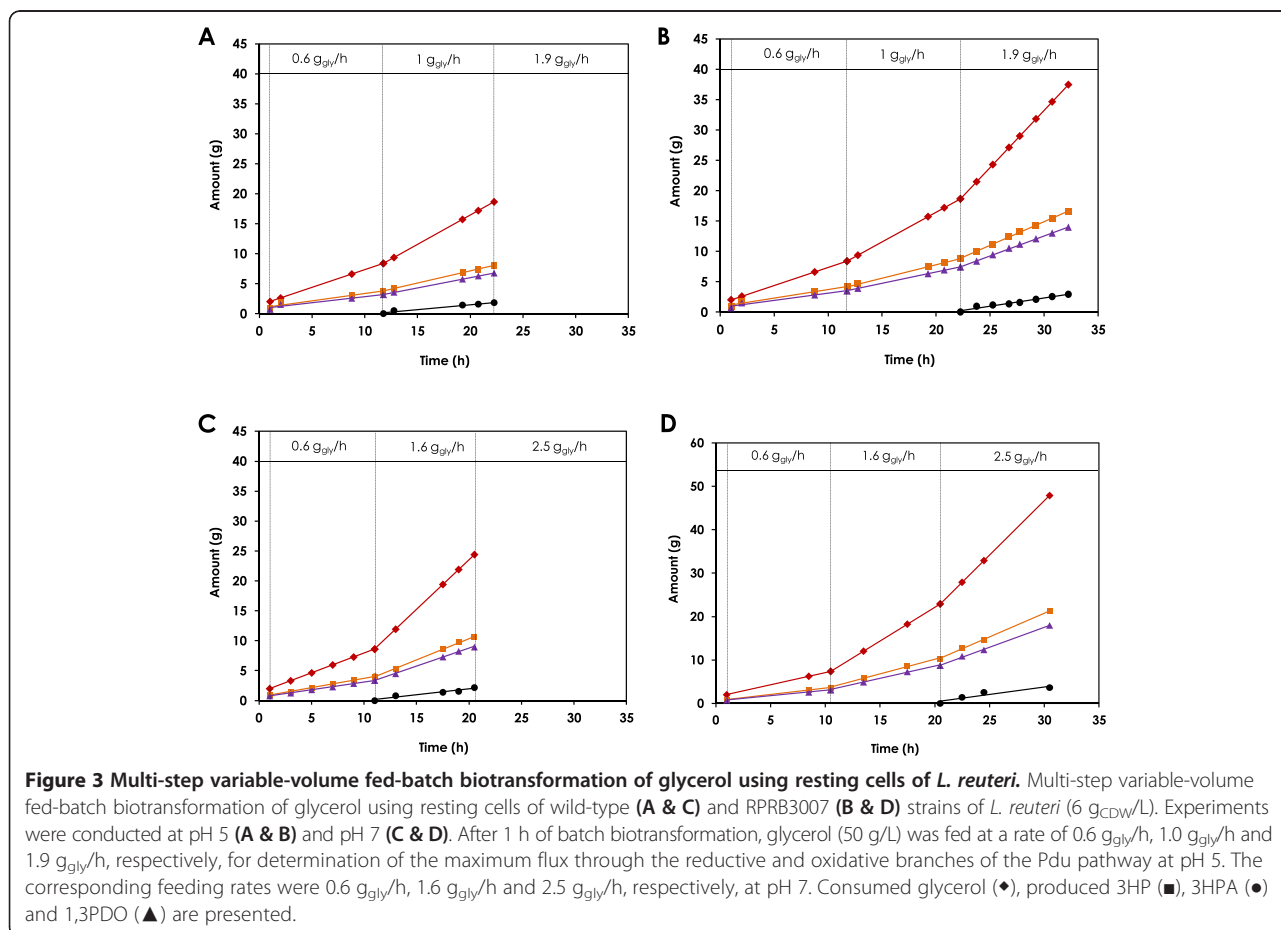 A
45
40
35
30
25
20
15
10
5
0
Amount (g)
0.6 ggly/h
1 ggly/h
1.9 ggly/h
0
5
10
15
20
25
30
35
Time (h)
B
45
40
35
30
25
20
15
10
5
0
Amount (g)
0.6 ggly/h
1 ggly/h
1.9 ggly/h
0
5
10
15
20
25
30
35
Time (h)
C
45
40
35
30
25
20
15
10
5
0
Amount (g)
0.6 ggly/h
1.6 ggly/h
2.5 ggly/h
0
5
10
15
20
25
30
35
Time (h)
D
60
50
40
30
20
10
0
Amount (g)
0.6 ggly/h
1.6 ggly/h
2.5 ggly/h
0
5
10
15
20
25
30
35
Time (h)
Figure 3 Multi-step variable-volume fed-batch biotransformation of glycerol using resting cells of L. reuteri. Multi-step variable-volume
fed-batch biotransformation of glycerol using resting cells of wild-type (A & C) and RPRB3007 (B & D) strains of L. reuteri (6 gCDW/L). Experiments
were conducted at pH 5 (A & B) and pH 7 (C & D). After 1 h of batch biotransformation, glycerol (50 g/L) was fed at a rate of 0.6 ggly/h, 1.0 ggly/h and
1.9 ggly/h, respectively, for determination of the maximum flux through the reductive and oxidative branches of the Pdu pathway at pH 5. The
corresponding feeding rates were 0.6 ggly/h, 1.6 ggly/h and 2.5 ggly/h, respectively, at pH 7. Consumed glycerol (◆), produced 3HP (■), 3HPA (●)
and 1,3PDO (▲) are presented.